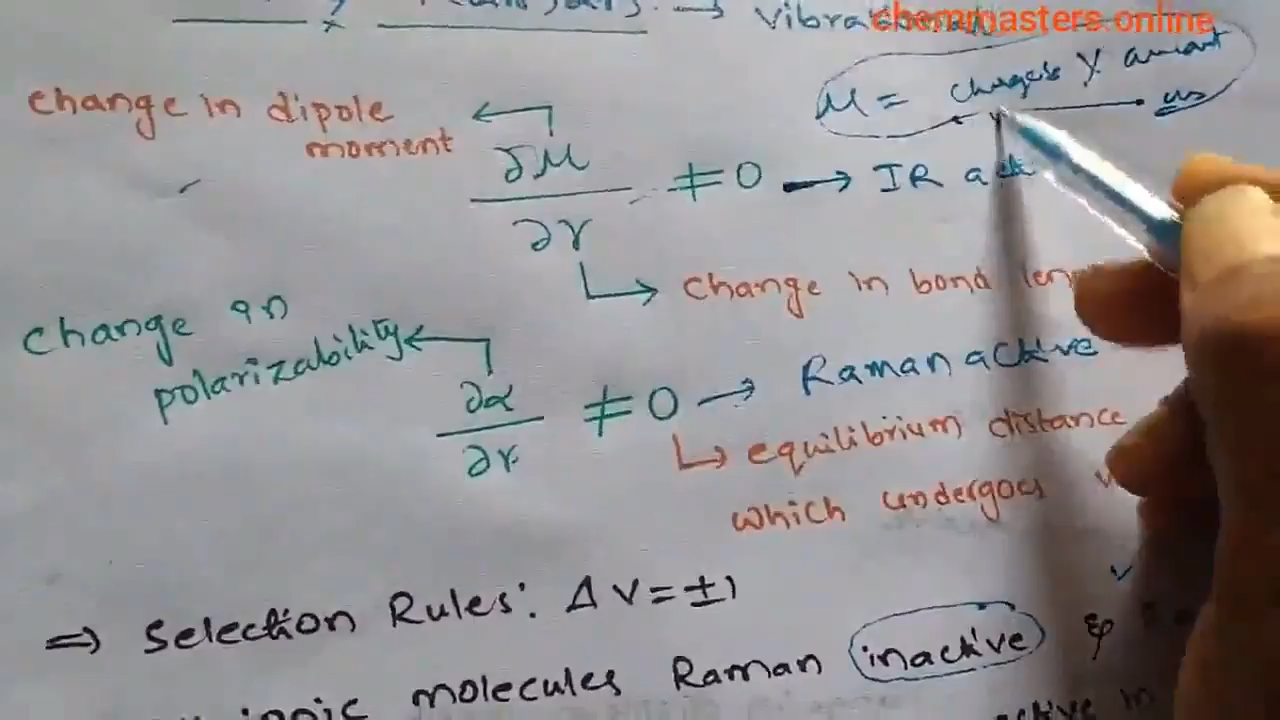 → Vibra
chemmasters.online
change in dipole moment
μ = charges ×
∂μ/∂r ≠ 0 → IR
→ change in bond
change in polarizability
∂α/∂r ≠ 0 → Raman active
→ equilibrium distance
which undergoes
⇒ Selection Rules: ΔV = ±1
molecules Raman inactive &